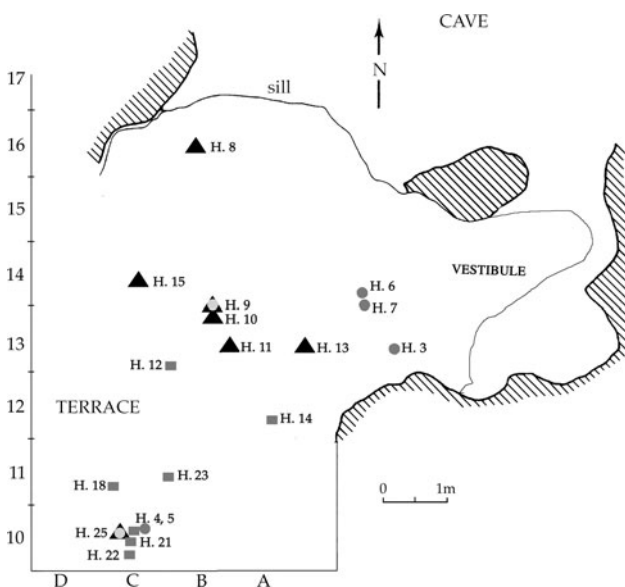 CAVE
N
sill
17
16
15
14
13
12
11
10
H. 8
H. 15
H. 9
H. 10
H. 11
H. 13
H. 6
H. 7
H. 3
VESTIBULE
H. 12
TERRACE
H. 14
H. 23
H. 18
H. 4, 5
H. 25
H. 21
H. 22
0 1m
D C B A